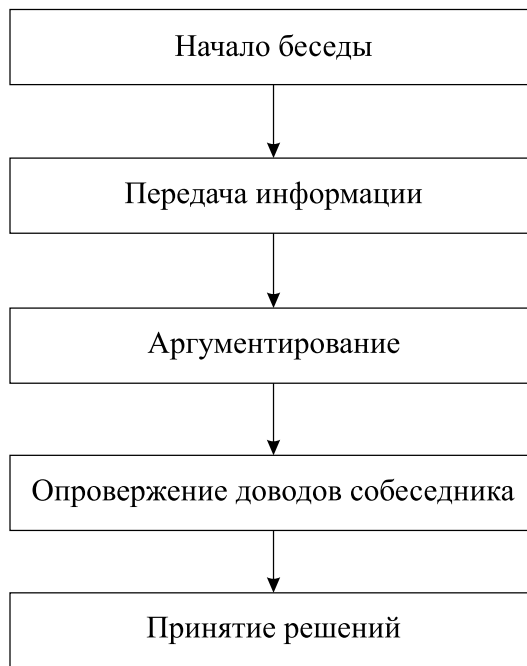 Начало беседы
Передача информации
Аргументирование
Опровержение доводов собеседника
Принятие решений